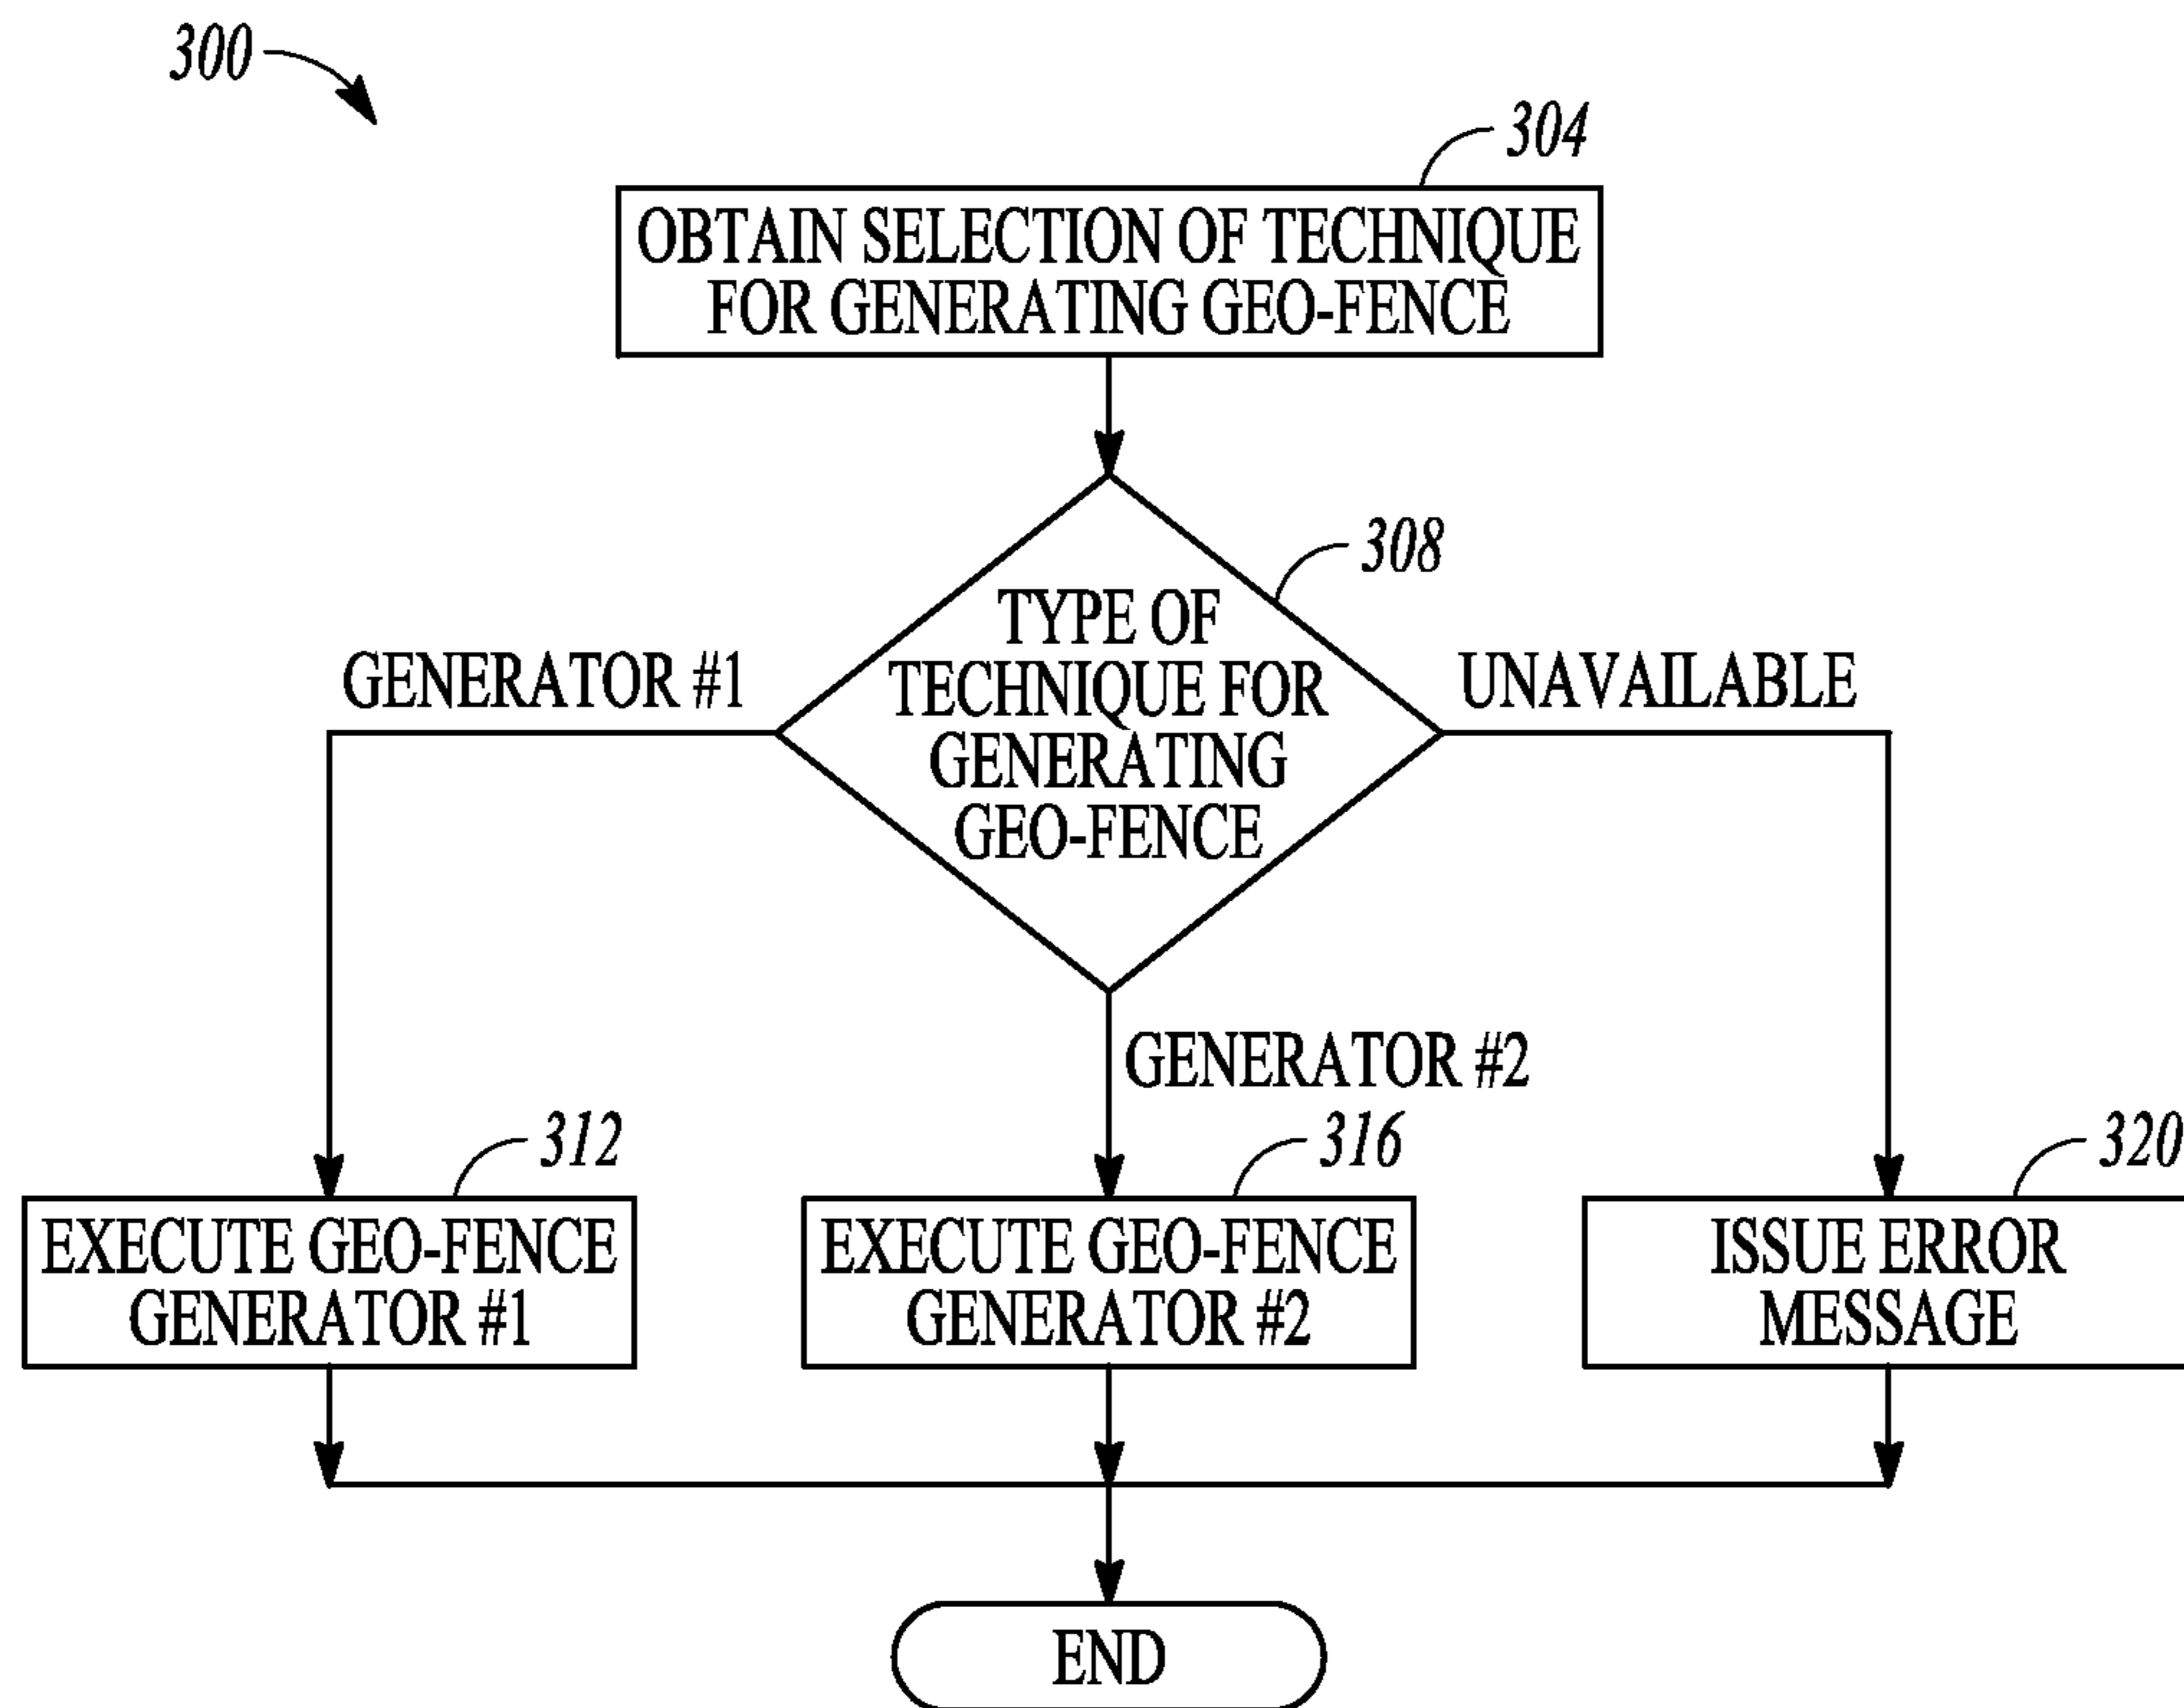 300
304
OBTAIN SELECTION OF TECHNIQUE
FOR GENERATING GEO-FENCE
308
TYPE OF
TECHNIQUE FOR
GENERATING
GEO-FENCE
GENERATOR #1
UNAVAILABLE
GENERATOR #2
312
316
320
EXECUTE GEO-FENCE
GENERATOR #1
EXECUTE GEO-FENCE
GENERATOR #2
ISSUE ERROR
MESSAGE
END